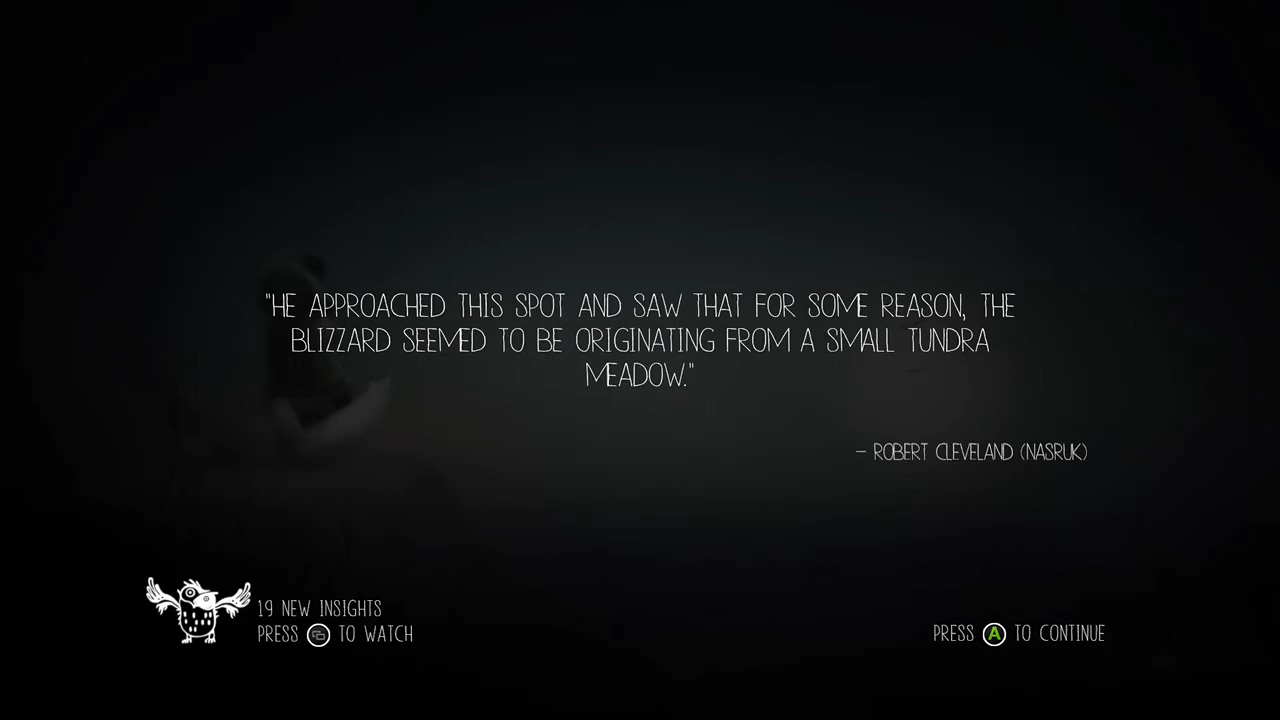 "HE APPROACHED THIS SPOT AND SAW THAT FOR SOME REASON, THE
BLIZZARD SEEMED TO BE ORIGINATING FROM A SMALL TUNDRA
MEADOW."
– ROBERT CLEVELAND (NASRUK)
19 NEW INSIGHTS
PRESS TO WATCH
PRESS A TO CONTINUE